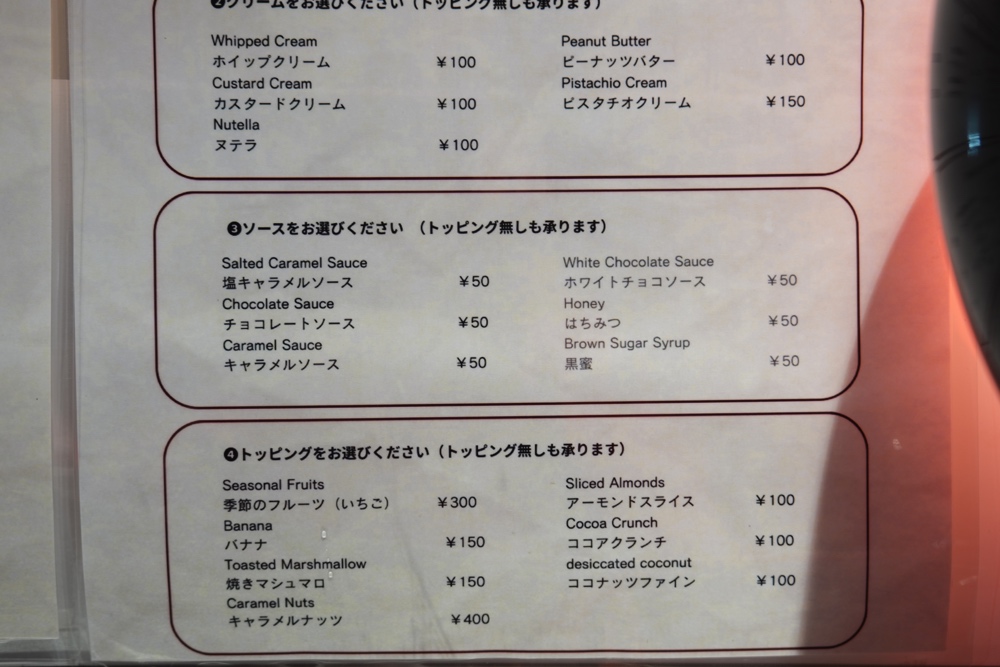 ❷クリームをお選びください（トッピング無しも承ります）
Whipped Cream
ホイップクリーム ￥100
Custard Cream
カスタードクリーム ￥100
Nutella
ヌテラ ￥100
Peanut Butter
ピーナッツバター ￥100
Pistachio Cream
ピスタチオクリーム ￥150
❸ソースをお選びください （トッピング無しも承ります）
Salted Caramel Sauce
塩キャラメルソース ￥50
Chocolate Sauce
チョコレートソース ￥50
Caramel Sauce
キャラメルソース ￥50
White Chocolate Sauce
ホワイトチョコソース ￥50
Honey
はちみつ ￥50
Brown Sugar Syrup
黒蜜 ￥50
❹トッピングをお選びください（トッピング無しも承ります）
Seasonal Fruits
季節のフルーツ（いちご） ￥300
Banana
バナナ ￥150
Toasted Marshmallow
焼きマシュマロ ￥150
Caramel Nuts
キャラメルナッツ ￥400
Sliced Almonds
アーモンドスライス ￥100
Cocoa Crunch
ココアクランチ ￥100
desiccated coconut
ココナッツファイン ￥100